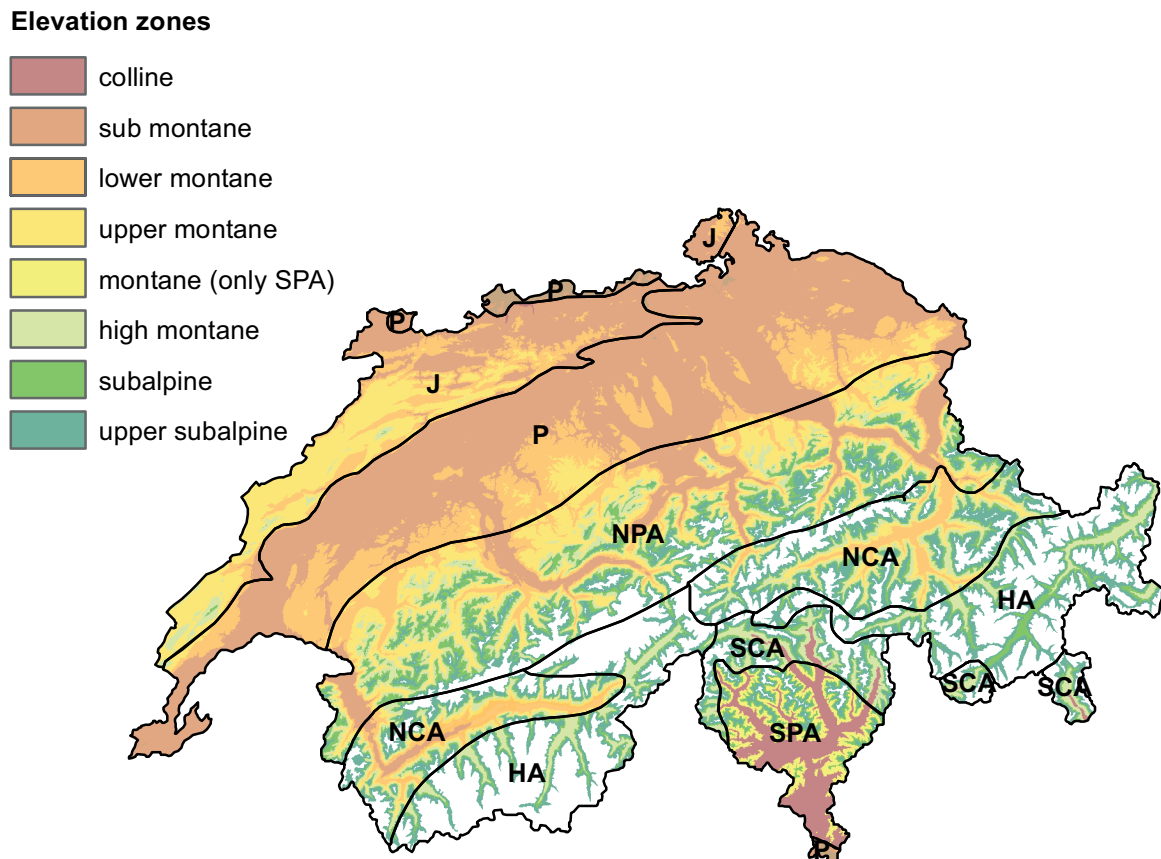 Elevation zones
colline
sub montane
lower montane
upper montane
montane (only SPA)
high montane
subalpine
upper subalpine
J
P
P
J
P
NPA
NCA
HA
SCA
SCA
SCA
NCA
SPA
HA
P